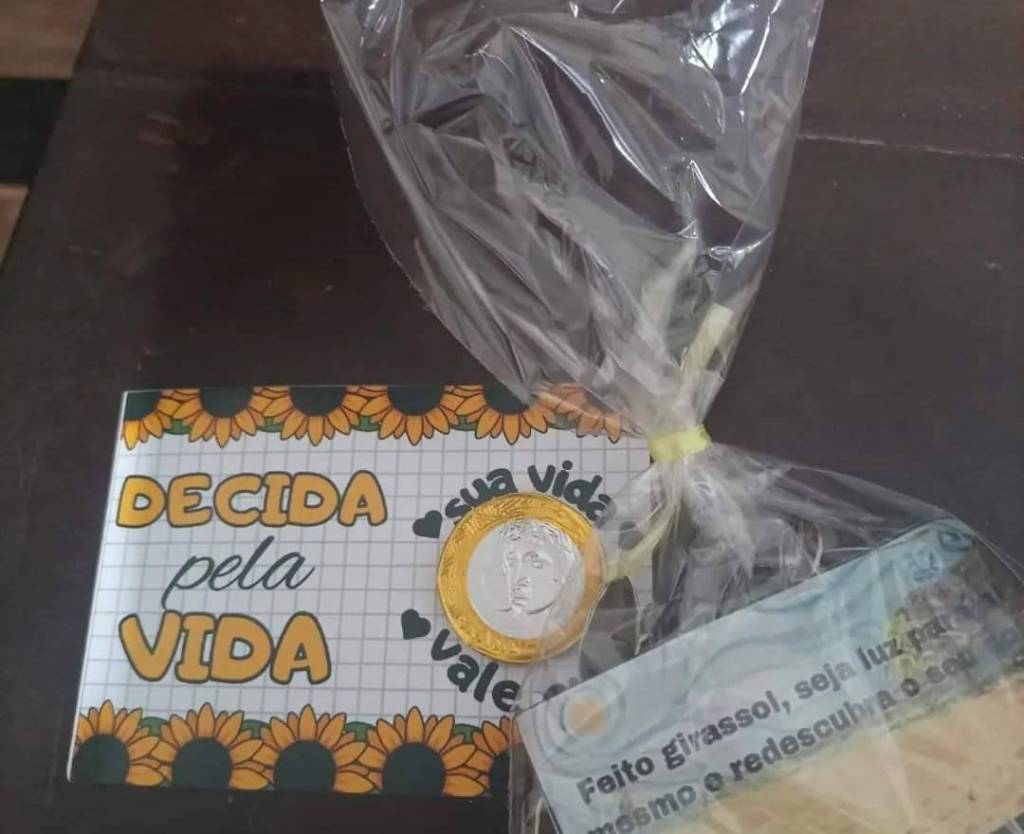 DECIDA
pela
VIDA
sua vida
vale
Feito girassol, seja luz
mesmo e redescubra o